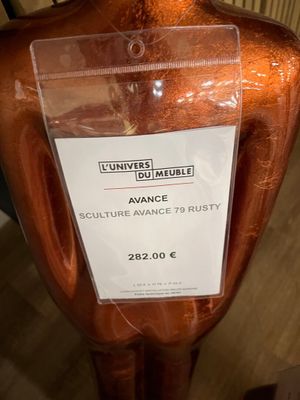 L'UNIVERS
DU MEUBLE
AVANCE
SCULTURE AVANCE 79 RUSTY
282.00 €